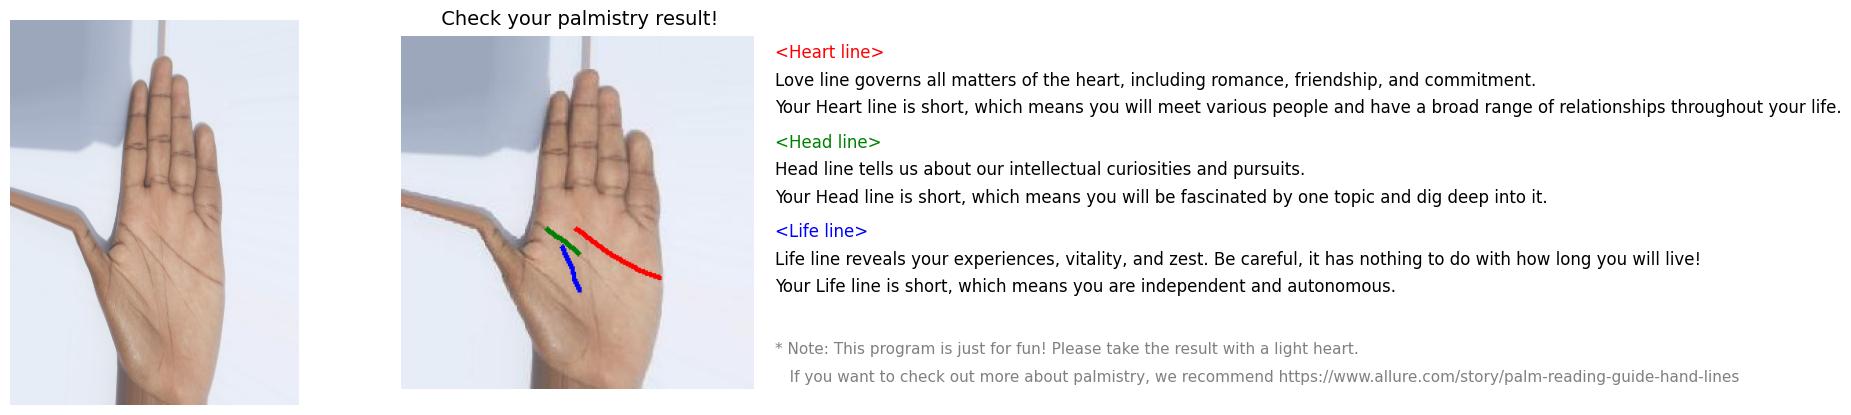 Check your palmistry result!
<Heart line>
Love line governs all matters of the heart, including romance, friendship, and commitment.
Your Heart line is short, which means you will meet various people and have a broad range of relationships throughout your life.
<Head line>
Head line tells us about our intellectual curiosities and pursuits.
Your Head line is short, which means you will be fascinated by one topic and dig deep into it.
<Life line>
Life line reveals your experiences, vitality, and zest. Be careful, it has nothing to do with how long you will live!
Your Life line is short, which means you are independent and autonomous.
* Note: This program is just for fun! Please take the result with a light heart.
If you want to check out more about palmistry, we recommend https://www.allure.com/story/palm-reading-guide-hand-lines